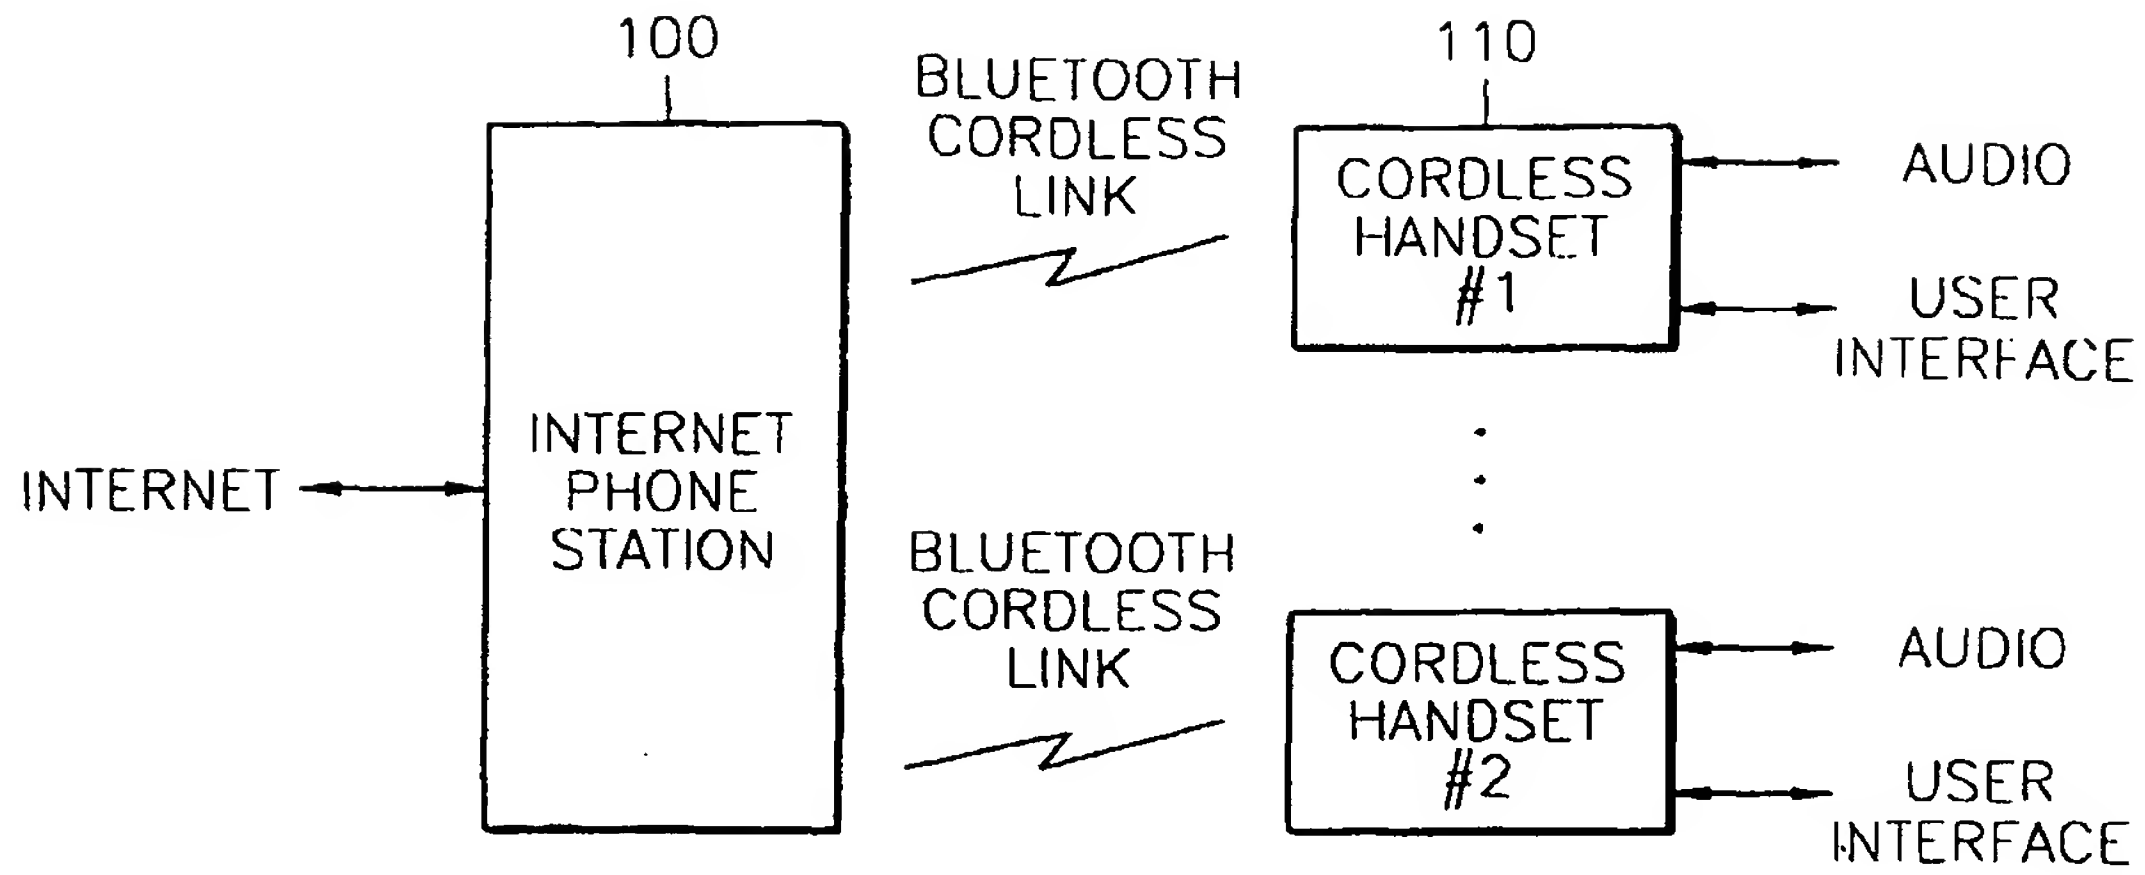 100
110
BLUETOOTH
CORDLESS
LINK
CORDLESS
HANDSET
#1
AUDIO
USER
INTERFACE
INTERNET
INTERNET
PHONE
STATION
BLUETOOTH
CORDLESS
LINK
CORDLESS
HANDSET
#2
AUDIO
USER
INTERFACE